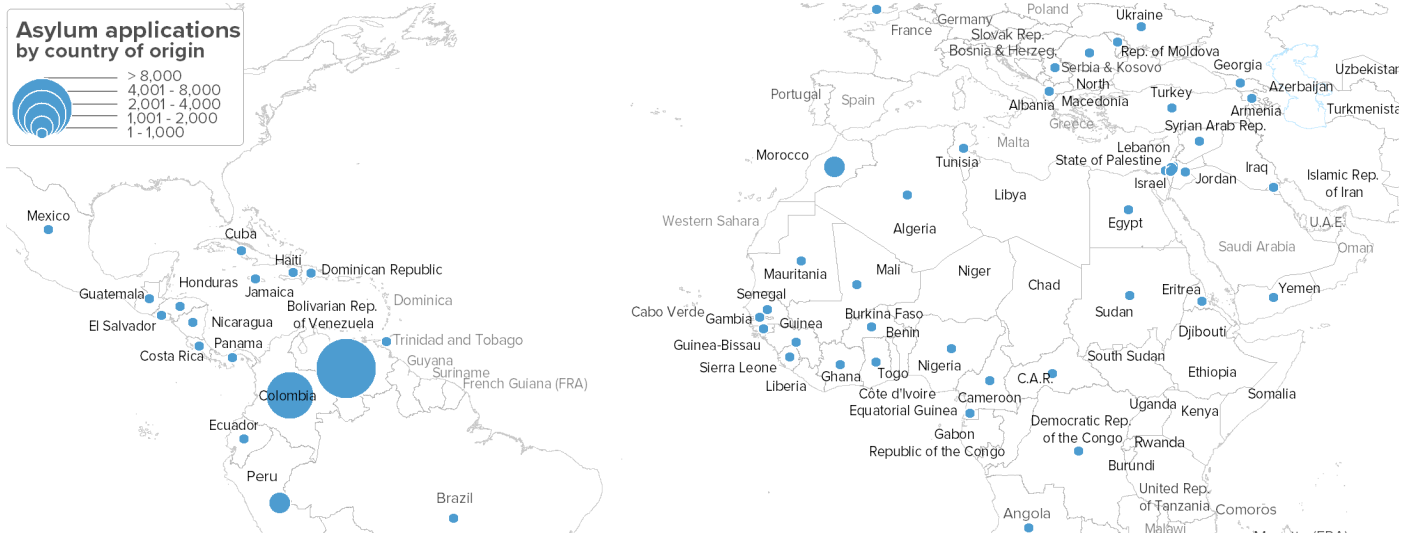 Asylum applications
by country of origin
> 8,000
4,001 - 8,000
2,001 - 4,000
1,001 - 2,000
1 - 1,000
Mexico
Cuba
Haiti
Dominican Republic
Jamaica
Honduras
Guatemala
El Salvador
Nicaragua
Costa Rica
Panama
Bolivarian Rep.
of Venezuela
Dominica
Trinidad and Tobago
Guyana
Suriname
French Guiana (FRA)
Colombia
Ecuador
Peru
Brazil
Poland
Germany
France
Ukraine
Slovak Rep.
Bosnia & Herzeg.
Rep. of Moldova
Serbia & Kosovo
North
Macedonia
Albania
Georgia
Uzbekistan
Azerbaijan
Armenia
Turkmenista
Turkey
Portugal
Spain
Greece
Malta
Syrian Arab Rep.
Lebanon
State of Palestine
Israel
Jordan
Iraq
Islamic Rep.
of Iran
Morocco
Tunisia
Libya
Algeria
Egypt
Western Sahara
U.A.E.
Saudi Arabia
Oman
Mauritania
Mali
Niger
Chad
Sudan
Eritrea
Yemen
Senegal
Cabo Verde
Gambia
Guinea
Burkina Faso
Benin
Guinea-Bissau
Sierra Leone
Liberia
Ghana
Togo
Nigeria
Djibouti
South Sudan
Ethiopia
Somalia
C.A.R.
Cameroon
Côte d'Ivoire
Equatorial Guinea
Gabon
Republic of the Congo
Democratic Rep.
of the Congo
Uganda
Kenya
Rwanda
Burundi
United Rep.
of Tanzania
Angola
Comoros
Malawi